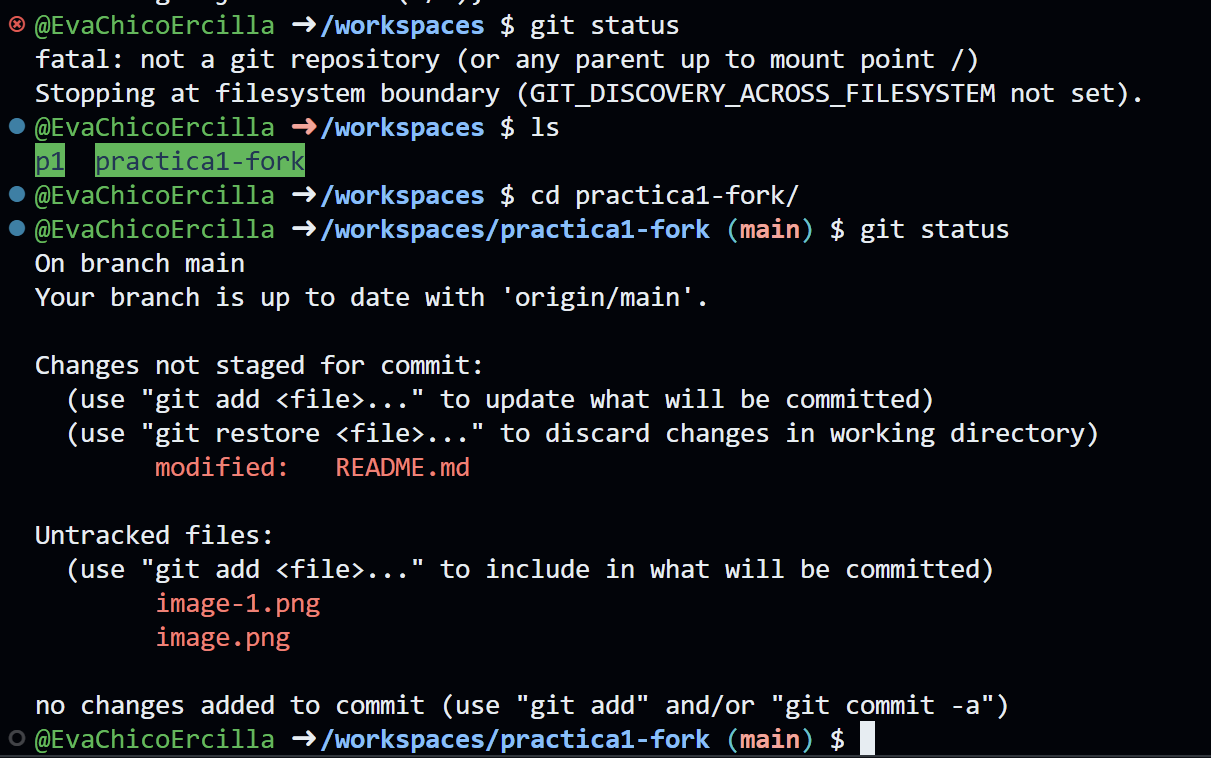 @EvaChicoErcilla ➜/workspaces $ git status
fatal: not a git repository (or any parent up to mount point /)
Stopping at filesystem boundary (GIT_DISCOVERY_ACROSS_FILESYSTEM not set).
@EvaChicoErcilla ➜/workspaces $ ls
p1  practica1-fork
@EvaChicoErcilla ➜/workspaces $ cd practica1-fork/
@EvaChicoErcilla ➜/workspaces/practica1-fork (main) $ git status
On branch main
Your branch is up to date with 'origin/main'.

Changes not staged for commit:
  (use "git add <file>..." to update what will be committed)
  (use "git restore <file>..." to discard changes in working directory)
        modified:   README.md

Untracked files:
  (use "git add <file>..." to include in what will be committed)
        image-1.png
        image.png

no changes added to commit (use "git add" and/or "git commit -a")
@EvaChicoErcilla ➜/workspaces/practica1-fork (main) $